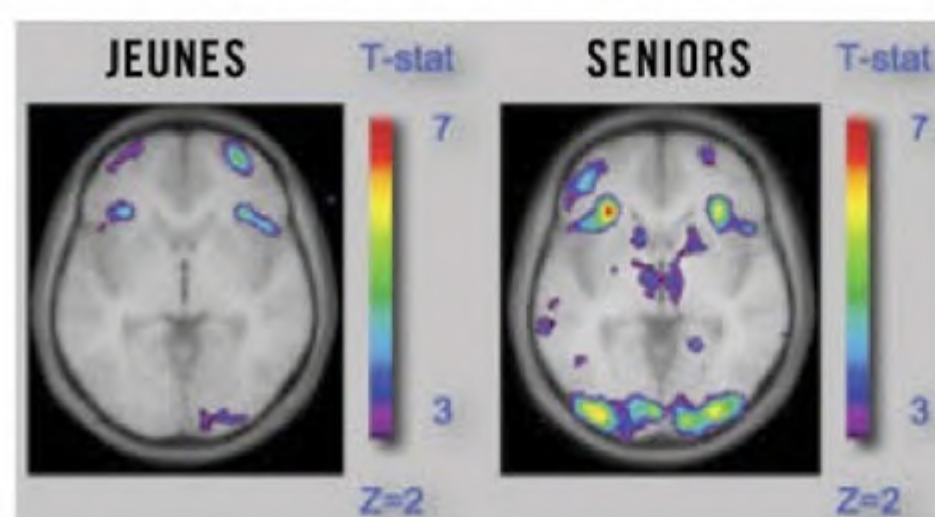 JEUNES
T-stat
7
3
Z=2
SENIORS
T-stat
7
3
Z=2